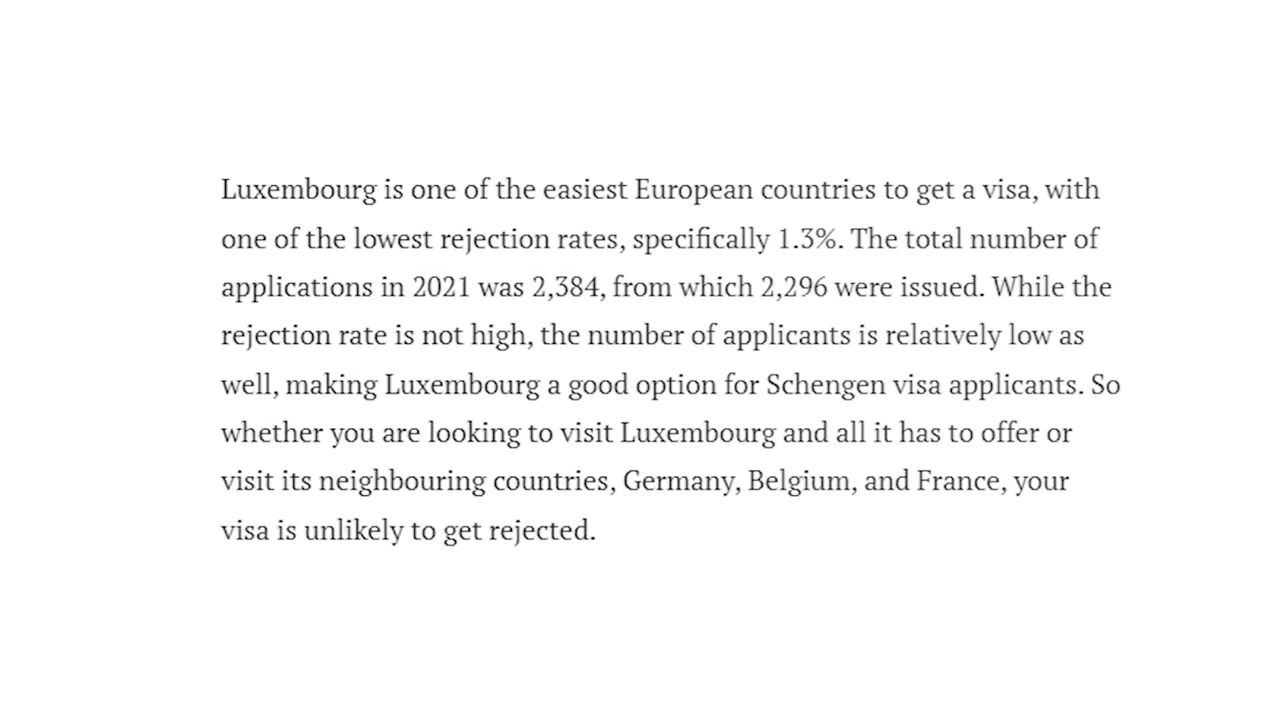 Luxembourg is one of the easiest European countries to get a visa, with
one of the lowest rejection rates, specifically 1.3%. The total number of
applications in 2021 was 2,384, from which 2,296 were issued. While the
rejection rate is not high, the number of applicants is relatively low as
well, making Luxembourg a good option for Schengen visa applicants. So
whether you are looking to visit Luxembourg and all it has to offer or
visit its neighbouring countries, Germany, Belgium, and France, your
visa is unlikely to get rejected.